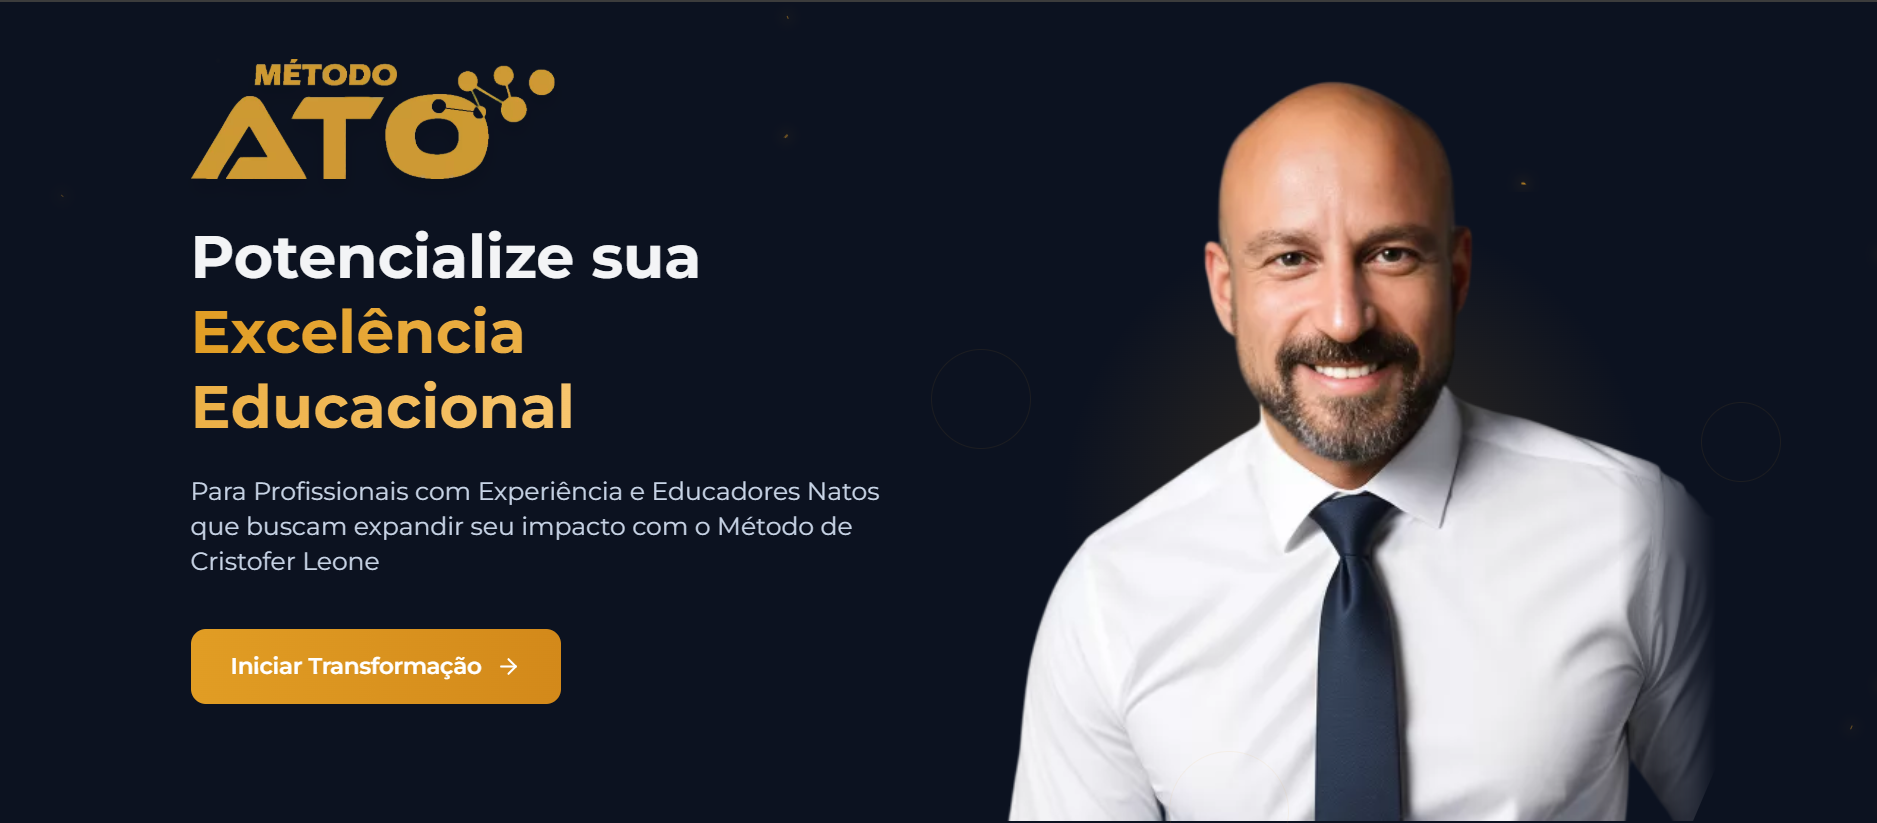 MÉTODO
ATO
Potencialize sua
Excelência
Educacional
Para Profissionais com Experiência e Educadores Natos
que buscam expandir seu impacto com o Método de
Cristofer Leone
Iniciar Transformação →